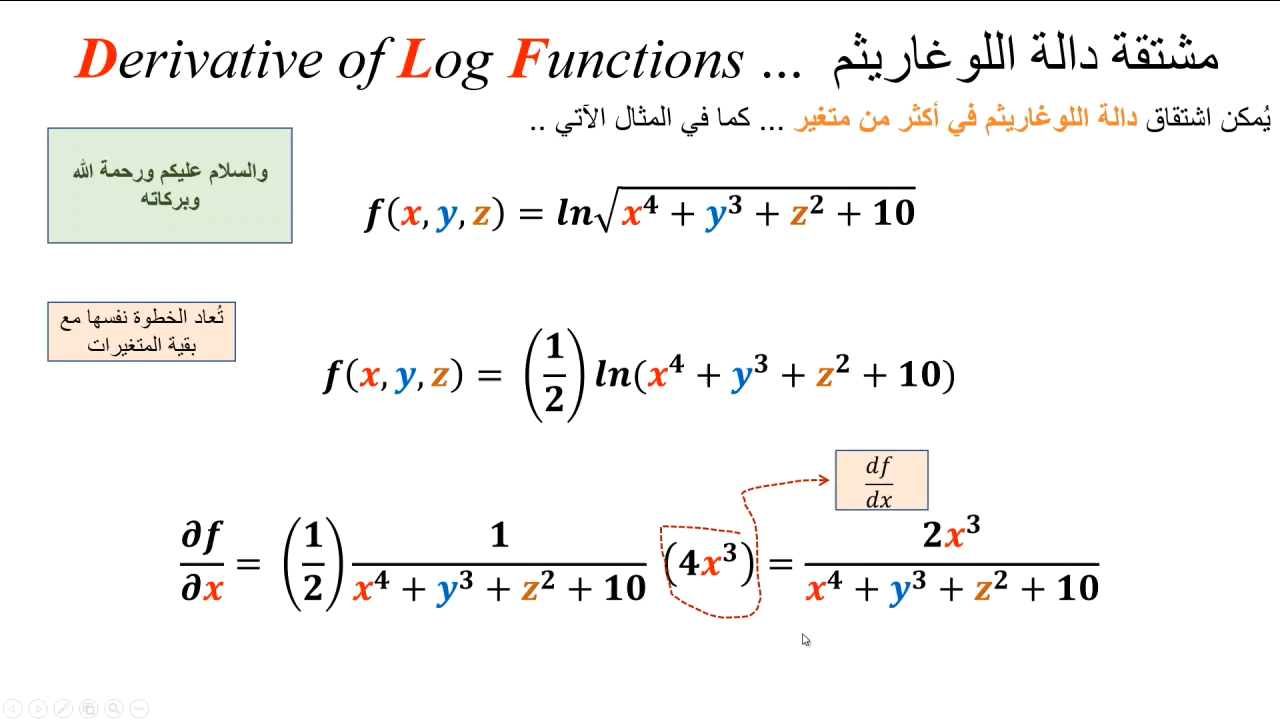 Derivative of Log Functions ... مشتقة دالة اللوغاريثم
يُمكن اشتقاق دالة اللوغاريثم في أكثر من متغير ... كما في المثال الآتي ..
والسلام عليكم ورحمة الله
وبركاته
f(x, y, z) = ln√(x⁴ + y³ + z² + 10)
تُعاد الخطوة نفسها مع
بقية المتغيرات
f(x, y, z) = (1/2) ln(x⁴ + y³ + z² + 10)
df/dx
∂f/∂x = (1/2) 1/(x⁴ + y³ + z² + 10) (4x³) = 2x³/(x⁴ + y³ + z² + 10)